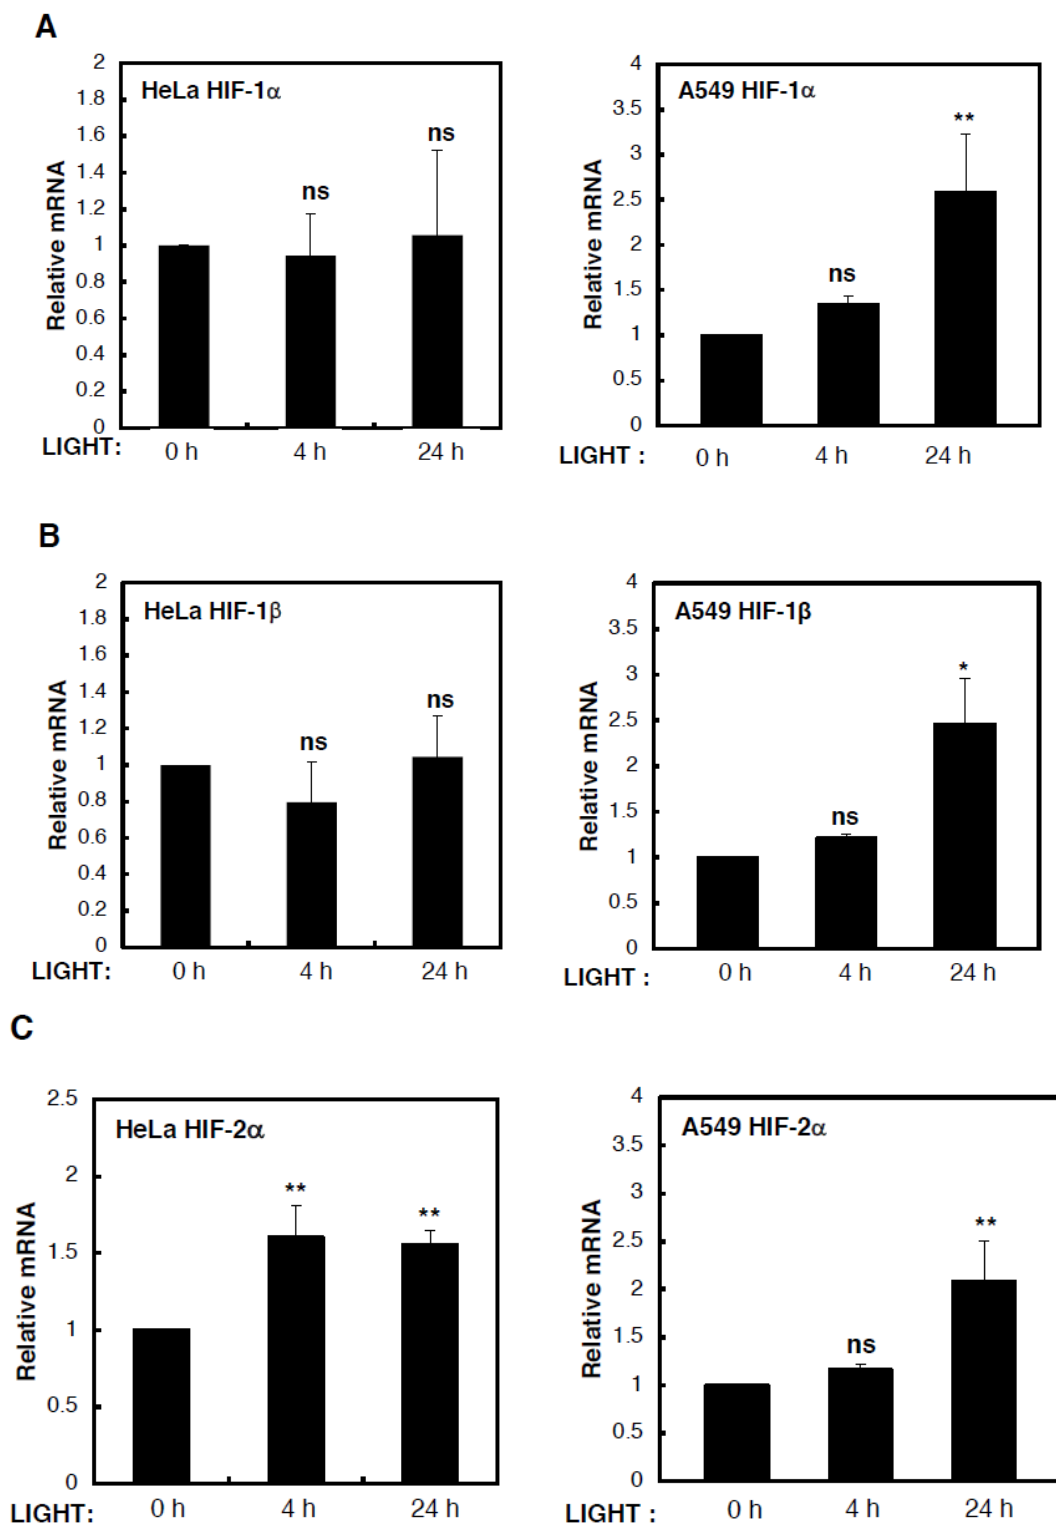 A
HeLa HIF-1α
Relative mRNA
2
1.8
1.6
1.4
1.2
1
0.8
0.6
0.4
0.2
0
ns
ns
LIGHT:
0 h
4 h
24 h
A549 HIF-1α
Relative mRNA
4
3.5
3
2.5
2
1.5
1
0.5
0
ns
**
LIGHT :
0 h
4 h
24 h
B
HeLa HIF-1β
Relative mRNA
2
1.8
1.6
1.4
1.2
1
0.8
0.6
0.4
0.2
0
ns
ns
LIGHT:
0 h
4 h
24 h
A549 HIF-1β
Relative mRNA
4
3.5
3
2.5
2
1.5
1
0.5
0
ns
*
LIGHT :
0 h
4 h
24 h
C
HeLa HIF-2α
Relative mRNA
2.5
2
1.5
1
0.5
0
**
**
LIGHT:
0 h
4 h
24 h
A549 HIF-2α
Relative mRNA
4
3.5
3
2.5
2
1.5
1
0.5
0
ns
**
LIGHT :
0 h
4 h
24 h